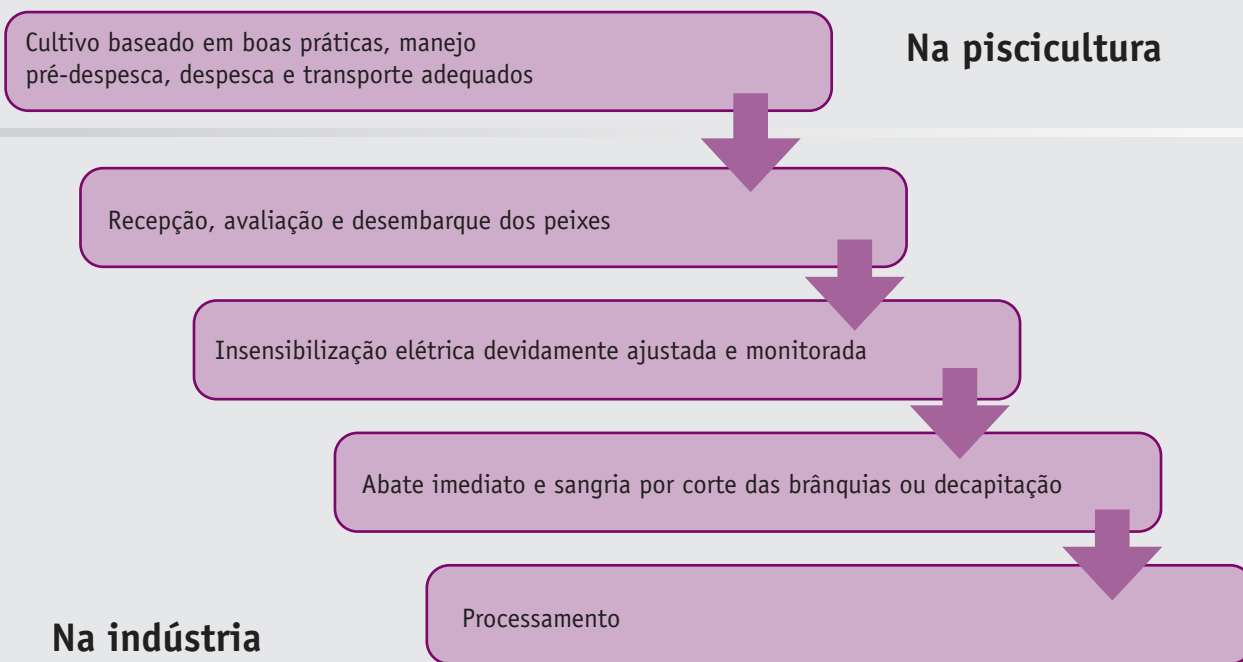 Cultivo baseado em boas práticas, manejo
pré-despesca, despesca e transporte adequados
Na piscicultura
Recepção, avaliação e desembarque dos peixes
Insensibilização elétrica devidamente ajustada e monitorada
Abate imediato e sangria por corte das brânquias ou decapitação
Processamento
Na indústria